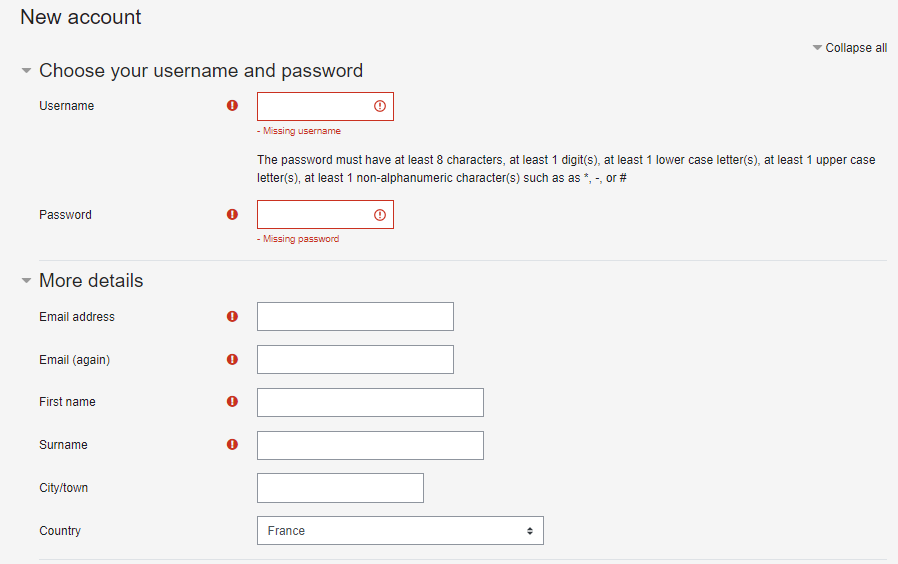 New account
Collapse all
Choose your username and password
Username
- Missing username
The password must have at least 8 characters, at least 1 digit(s), at least 1 lower case letter(s), at least 1 upper case
letter(s), at least 1 non-alphanumeric character(s) such as as *, -, or #
Password
- Missing password
More details
Email address
Email (again)
First name
Surname
City/town
Country France